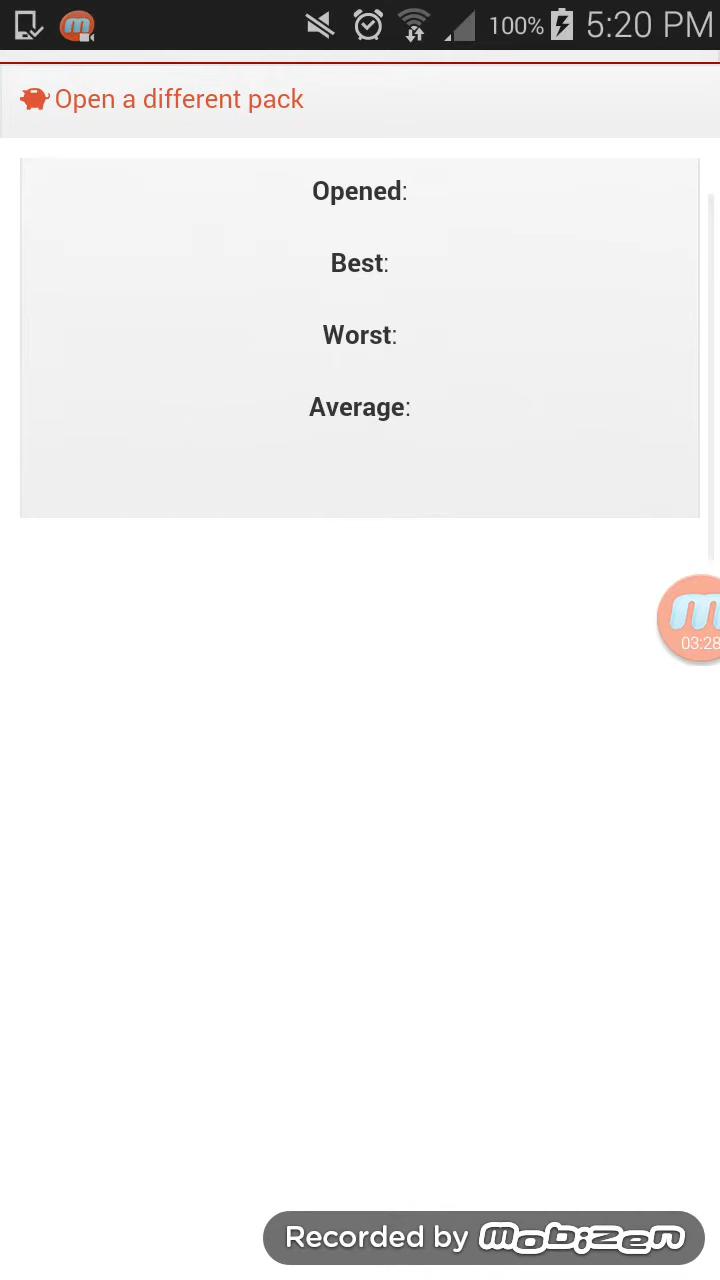 100% 5:20 PM
Open a different pack
Opened:
Best:
Worst:
Average:
m
03:28
Recorded by mobizen